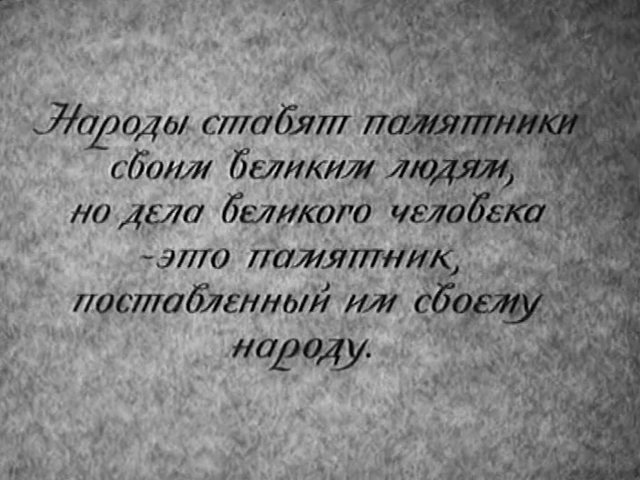 Народы ставят памятники
своим великим людям,
но дела великого человека
-это памятник,
поставленный им своему
народу.